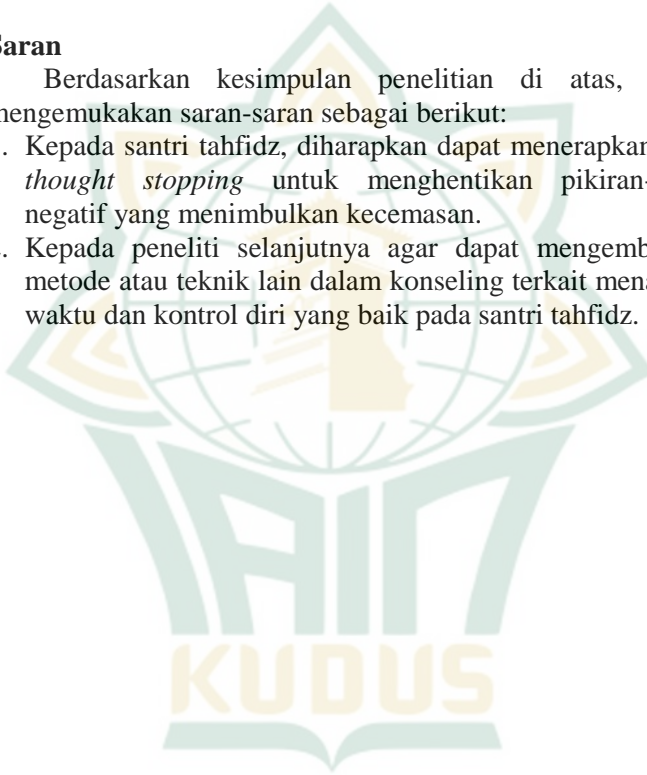 Saran
Berdasarkan kesimpulan penelitian di atas,
mengemukakan saran-saran sebagai berikut:
. Kepada santri tahfidz, diharapkan dapat menerapkan
thought stopping untuk menghentikan pikiran-
negatif yang menimbulkan kecemasan.
. Kepada peneliti selanjutnya agar dapat
metode atau teknik lain dalam konseling terkait
waktu dan kontrol diri yang baik pada santri tahfidz.
IAIN
KUDUS